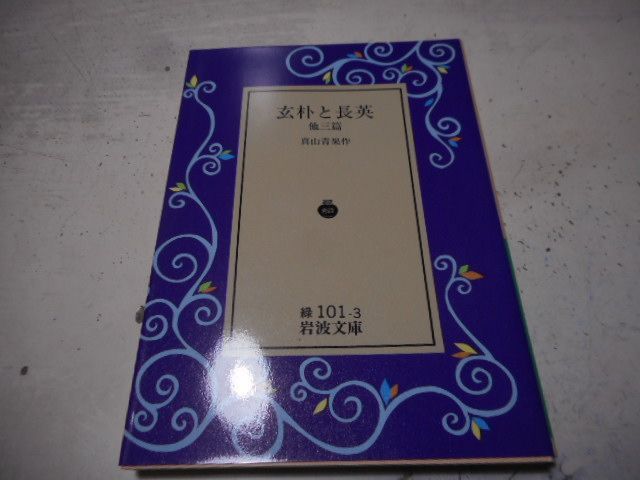 玄朴と長英
他三篇
真山青果作
緑 101-3
岩波文庫